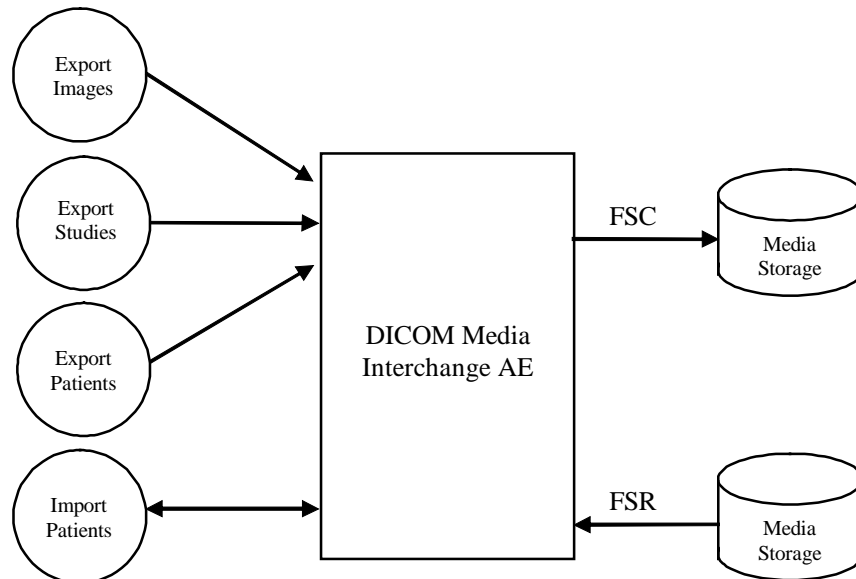 Export
Images
Export
Studies
Export
Patients
Import
Patients
DICOM Media
Interchange AE
FSC
Media
Storage
FSR
Media
Storage